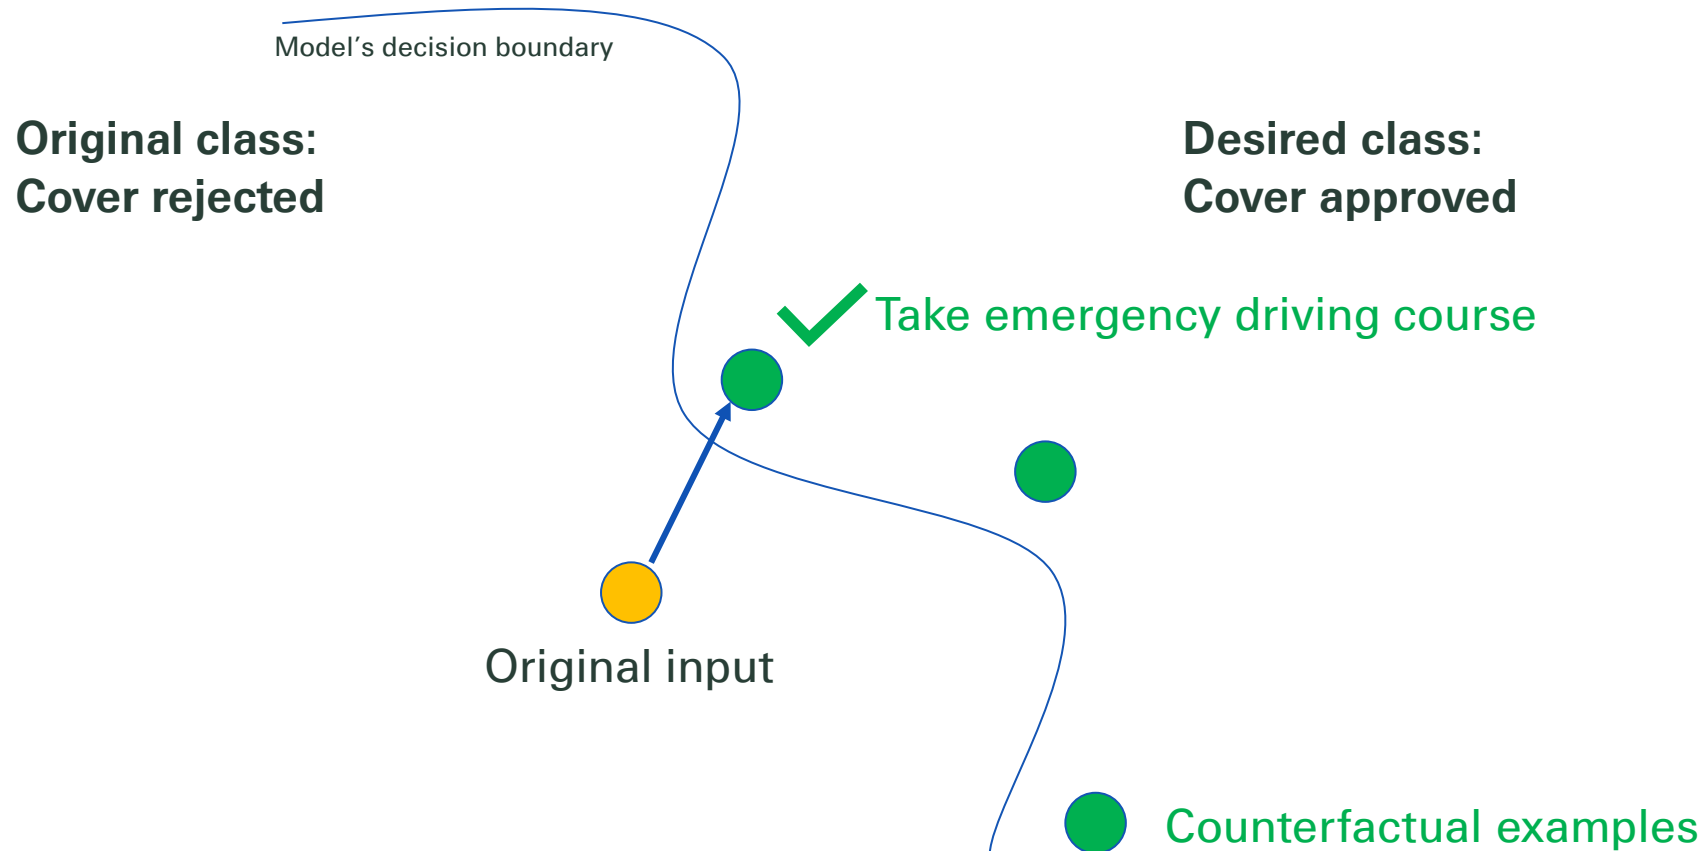 Model’s decision boundary
Original class:
Cover rejected
Desired class:
Cover approved
Take emergency driving course
Original input
Counterfactual examples